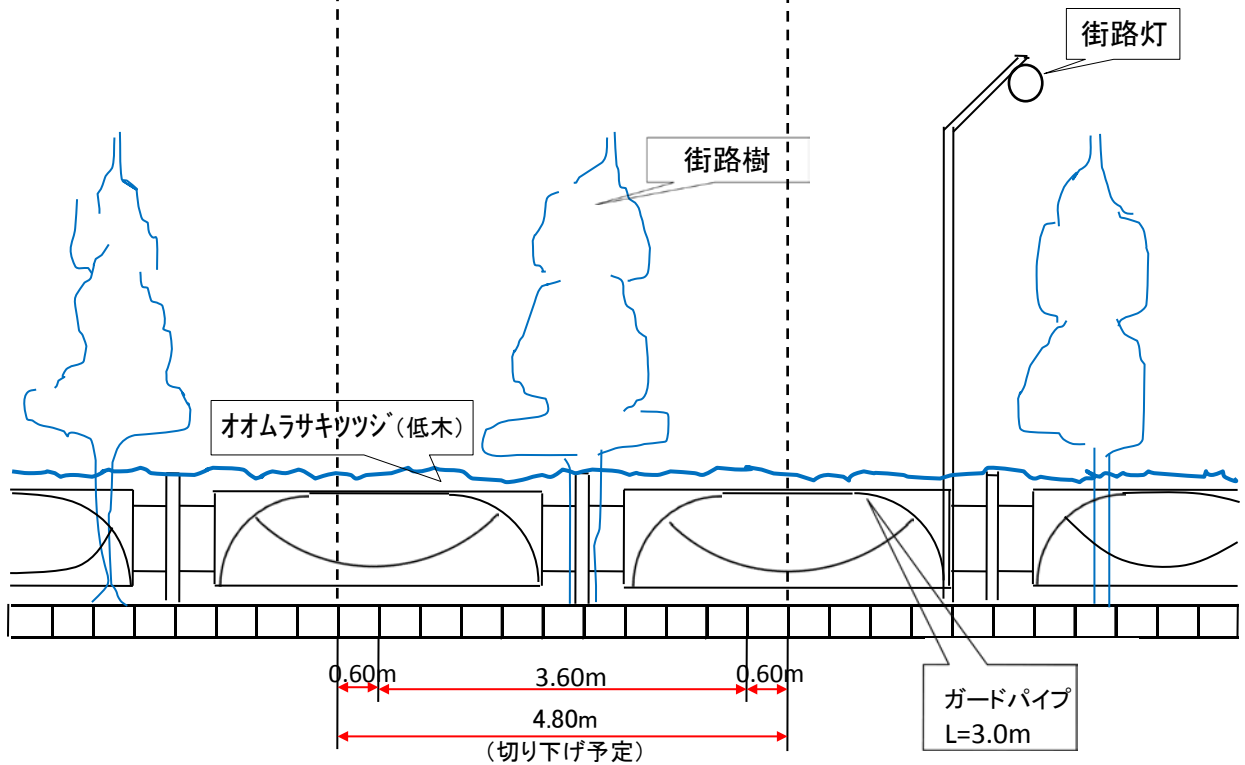 街路灯
街路樹
オオムラサキツツジ(低木)
0.60m
3.60m
0.60m
4.80m
(切り下げ予定)
ガードパイプ
L=3.0m